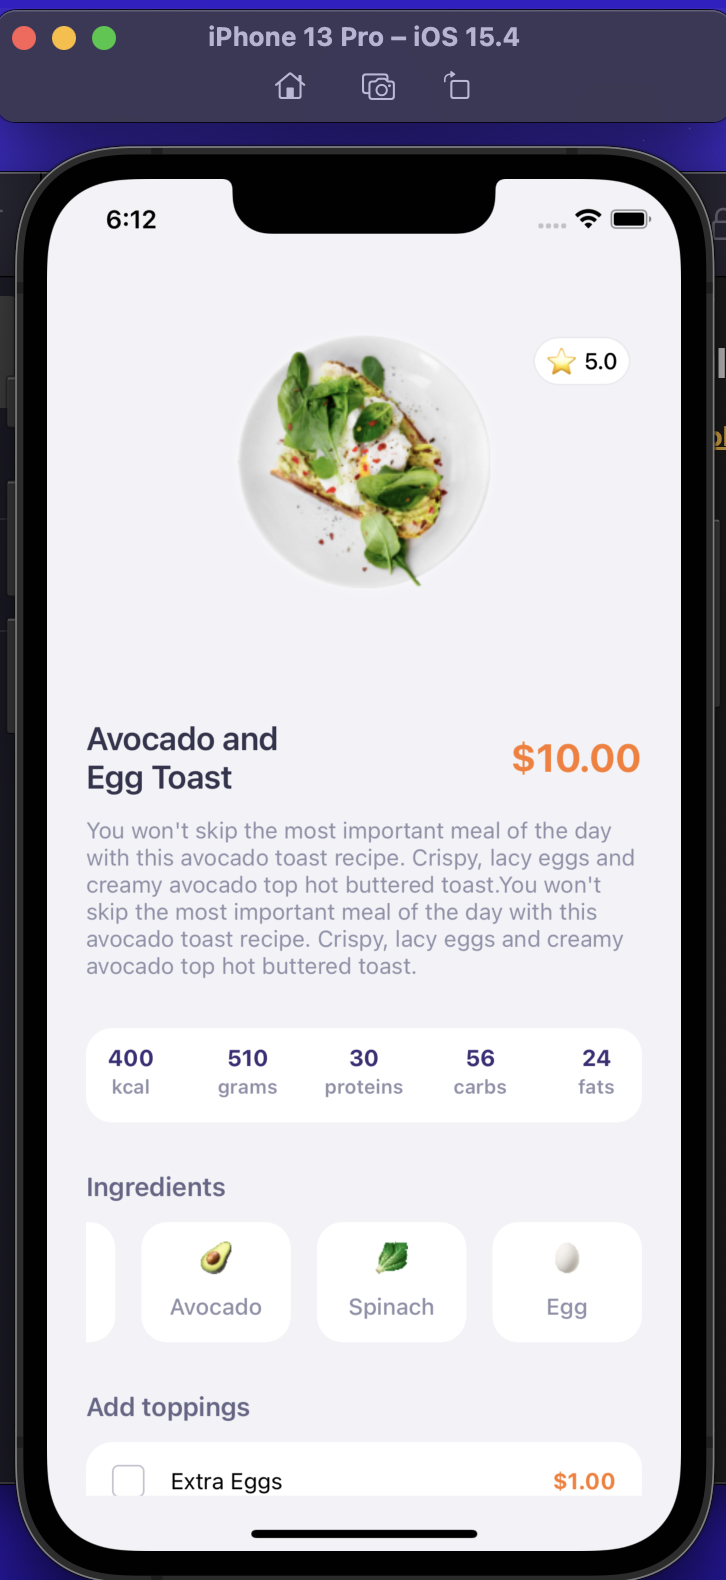 iPhone 13 Pro – iOS 15.4
6:12
5.0
Avocado and
Egg Toast
$10.00
You won't skip the most important meal of the day
with this avocado toast recipe. Crispy, lacy eggs and
creamy avocado top hot buttered toast.You won't
skip the most important meal of the day with this
avocado toast recipe. Crispy, lacy eggs and creamy
avocado top hot buttered toast.
400 510 30 56 24
kcal grams proteins carbs fats
Ingredients
Avocado Spinach Egg
Add toppings
Extra Eggs $1.00